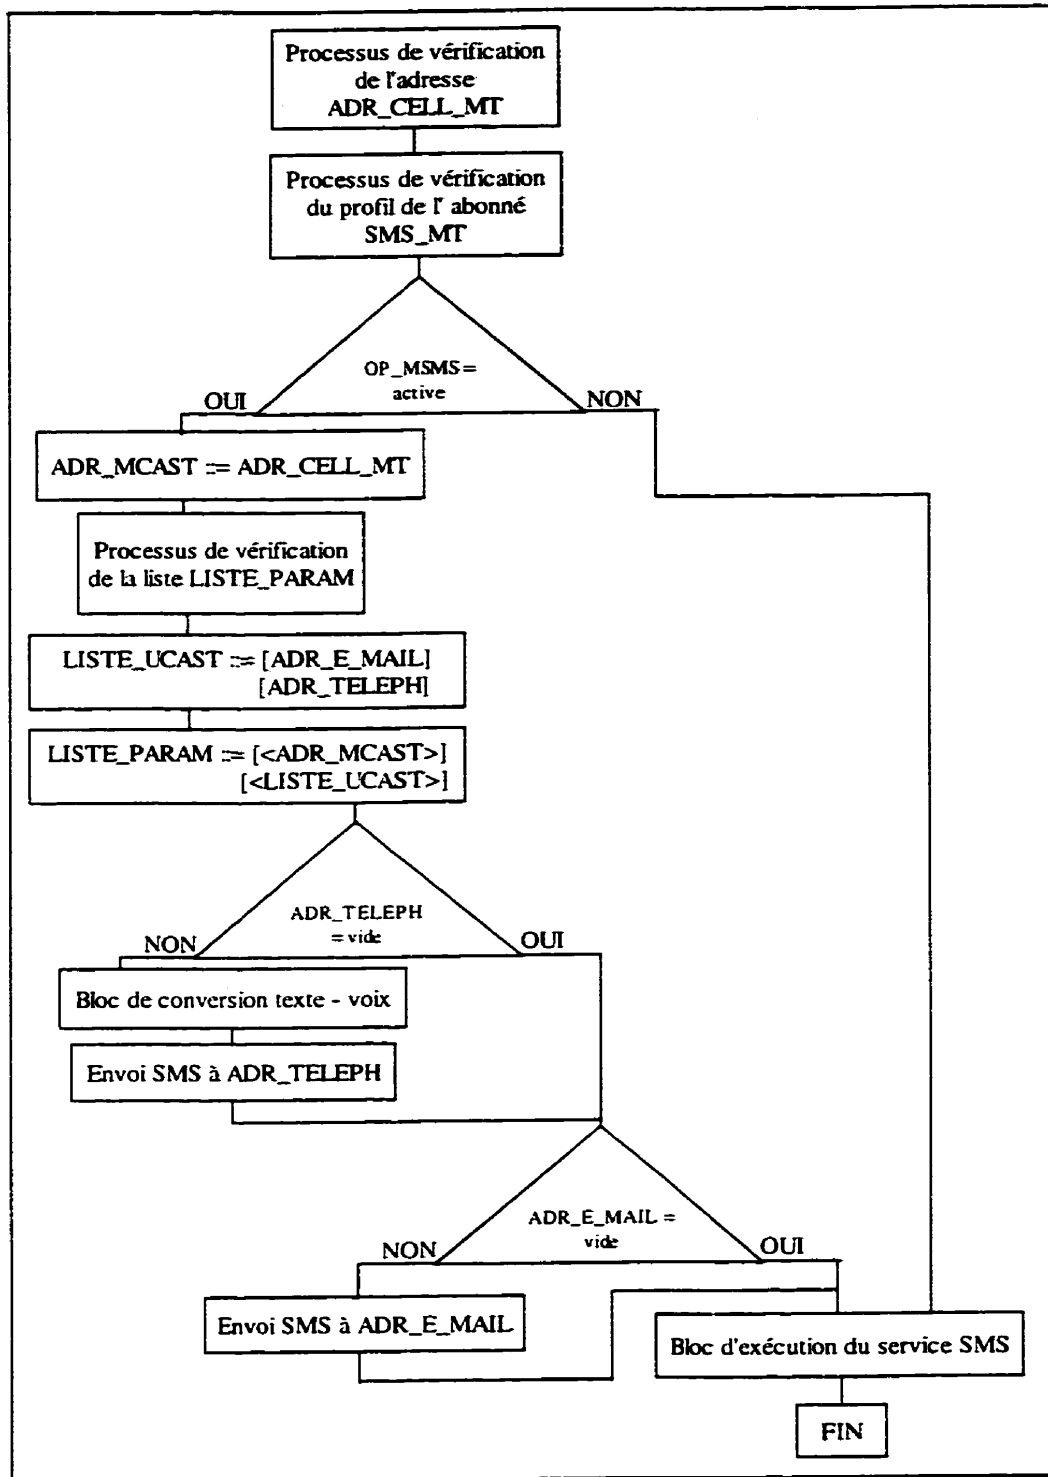 Processus de vérification
de l'adresse
ADR_CELL_MT
Processus de vérification
du profil de l' abonné
SMS_MT
OP_MSMS =
active
OUI
NON
ADR_MCAST ::= ADR_CELL_MT
Processus de vérification
de la liste LISTE_PARAM
LISTE_UCAST ::= [ADR_E_MAIL]
[ADR_TELEPH]
LISTE_PARAM ::= [<ADR_MCAST>]
[<LISTE_UCAST>]
ADR_TELEPH
= vide
NON
OUI
Bloc de conversion texte - voix
Envoi SMS à ADR_TELEPH
ADR_E_MAIL =
vide
NON
OUI
Envoi SMS à ADR_E_MAIL
Bloc d'exécution du service SMS
FIN